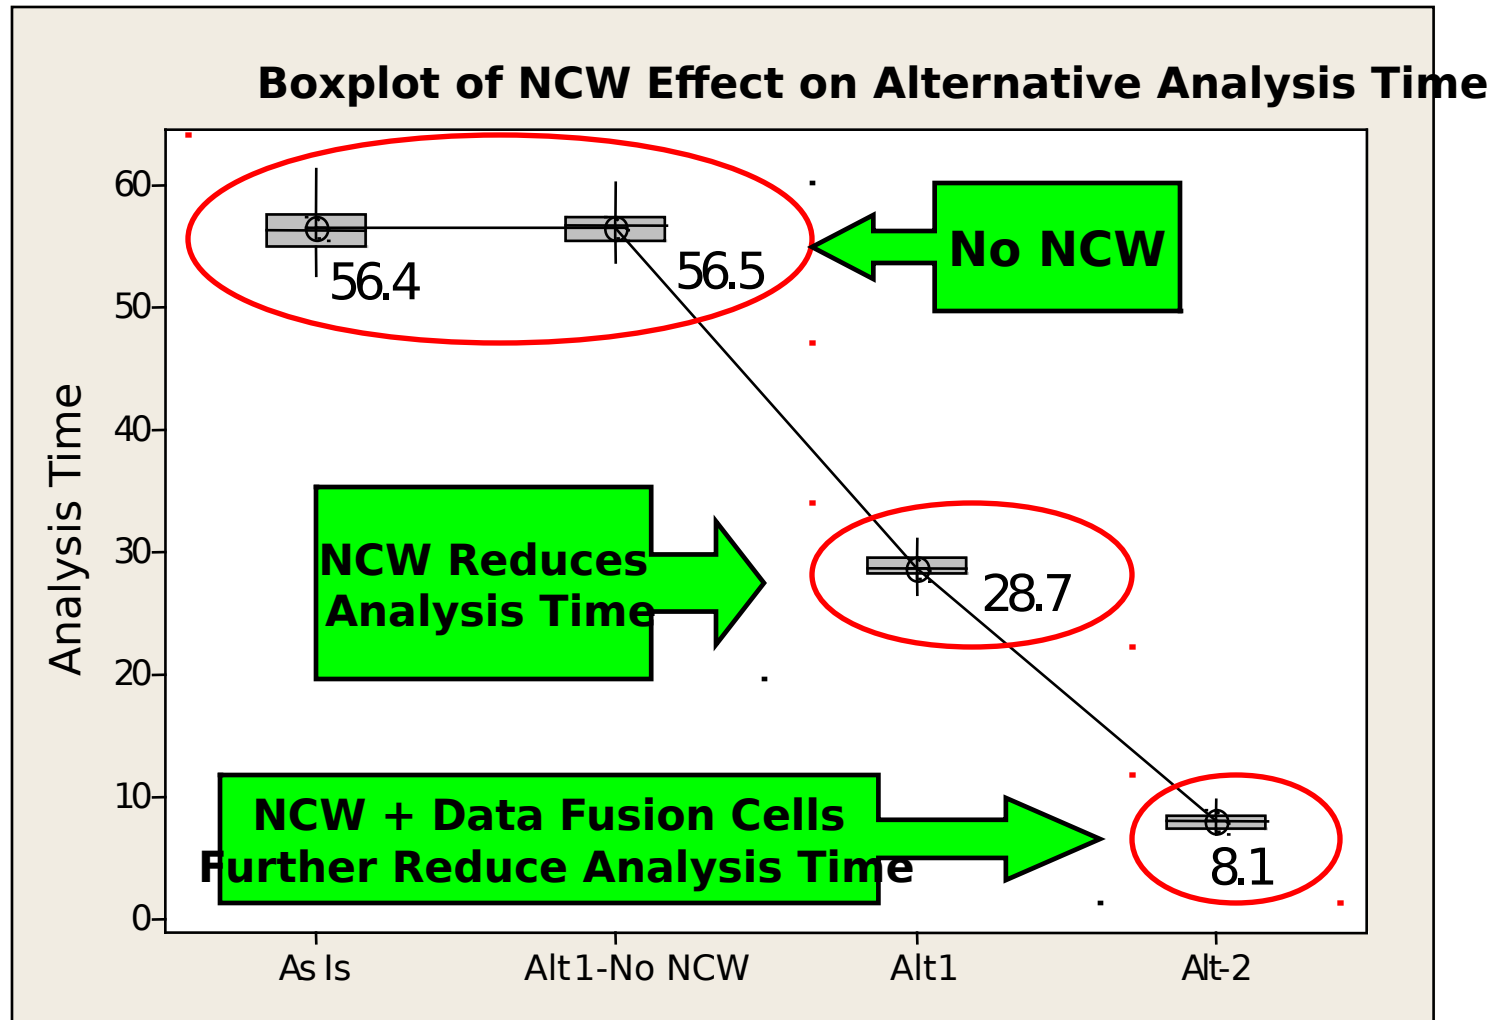 Boxplot of NCW Effect on Alternative Analysis Time
Analysis Time
60
50
40
30
20
10
0
56.4
56.5
No NCW
NCW Reduces
Analysis Time
28.7
NCW + Data Fusion Cells
Further Reduce Analysis Time
8.1
As Is
Alt1-No NCW
Alt1
Alt-2